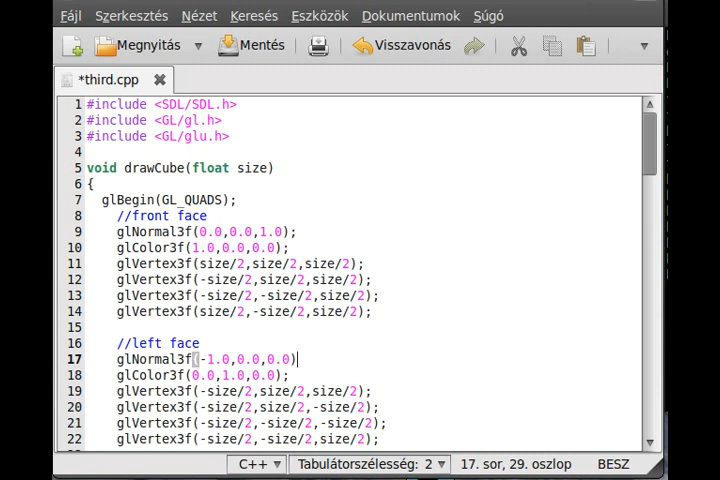 Fájl Szerkesztés Nézet Keresés Eszközök Dokumentumok Súgó
Megnyitás Mentés Visszavonás
*third.cpp
1 #include <SDL/SDL.h>
2 #include <GL/gl.h>
3 #include <GL/glu.h>
4
5 void drawCube(float size)
6 {
7 glBegin(GL_QUADS);
8 //front face
9 glNormal3f(0.0,0.0,1.0);
10 glColor3f(1.0,0.0,0.0);
11 glVertex3f(size/2,size/2,size/2);
12 glVertex3f(-size/2,size/2,size/2);
13 glVertex3f(-size/2,-size/2,size/2);
14 glVertex3f(size/2,-size/2,size/2);
15
16 //left face
17 glNormal3f(-1.0,0.0,0.0)
18 glColor3f(0.0,1.0,0.0);
19 glVertex3f(-size/2,size/2,size/2);
20 glVertex3f(-size/2,size/2,-size/2);
21 glVertex3f(-size/2,-size/2,-size/2);
22 glVertex3f(-size/2,-size/2,size/2);
C++ Tabulátorszélesség: 2 17. sor, 29. oszlop BESZ